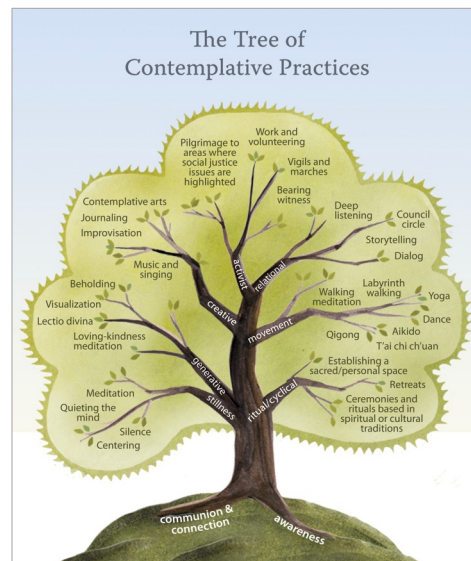 The Tree of
Contemplative Practices
Work and
volunteering
Pilgrimage to
areas where
social justice
issues are
highlighted
Vigils and
marches
Bearing
witness
Deep
listening
Council
circle
Storytelling
Dialog
Contemplative arts
Journaling
Improvisation
Music and
singing
activist
relational
creative
Walking
meditation
Labyrinth
walking
Yoga
Dance
Aikido
T'ai chi ch'uan
Qigong
movement
Beholding
Visualization
Lectio divina
Loving-kindness
meditation
generative
Establishing a
sacred/personal space
Retreats
Ceremonies and
rituals based in
spiritual or cultural
traditions
ritual/cyclical
Meditation
Quieting the
mind
Silence
Centering
stillness
communion &
connection
awareness